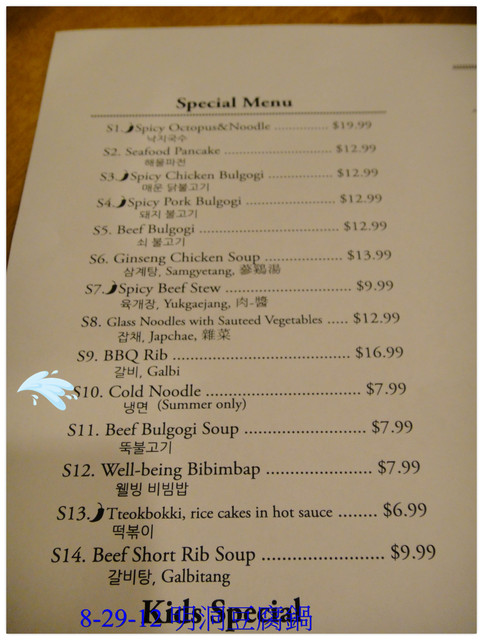 Special Menu
S1. Spicy Octopus&Noodle .............. $19.99
낙지국수
S2. Seafood Pancake ............................ $12.99
해물파전
S3. Spicy Chicken Bulgogi .................. $12.99
매운 닭불고기
S4. Spicy Pork Bulgogi ........................ $12.99
돼지 불고기
S5. Beef Bulgogi .................................... $12.99
쇠 불고기
S6. Ginseng Chicken Soup .................... $13.99
삼계탕, Samgyetang, 蔘鷄湯
S7. Spicy Beef Stew ................................ $9.99
육개장, Yukgaejang, 肉-醬
S8. Glass Noodles with Sauteed Vegetables ..... $12.99
잡채, Japchae, 雜菜
S9. BBQ Rib ........................................ $16.99
갈비, Galbi
S10. Cold Noodle .................................. $7.99
냉면 (Summer only)
S11. Beef Bulgogi Soup ........................ $7.99
뚝불고기
S12. Well-being Bibimbap .................... $7.99
웰빙 비빔밥
S13. Tteokbokki, rice cakes in hot sauce ........ $6.99
떡볶이
S14. Beef Short Rib Soup ........................ $9.99
갈비탕, Galbitang
Kids Special
8-29-12 明洞豆腐鍋